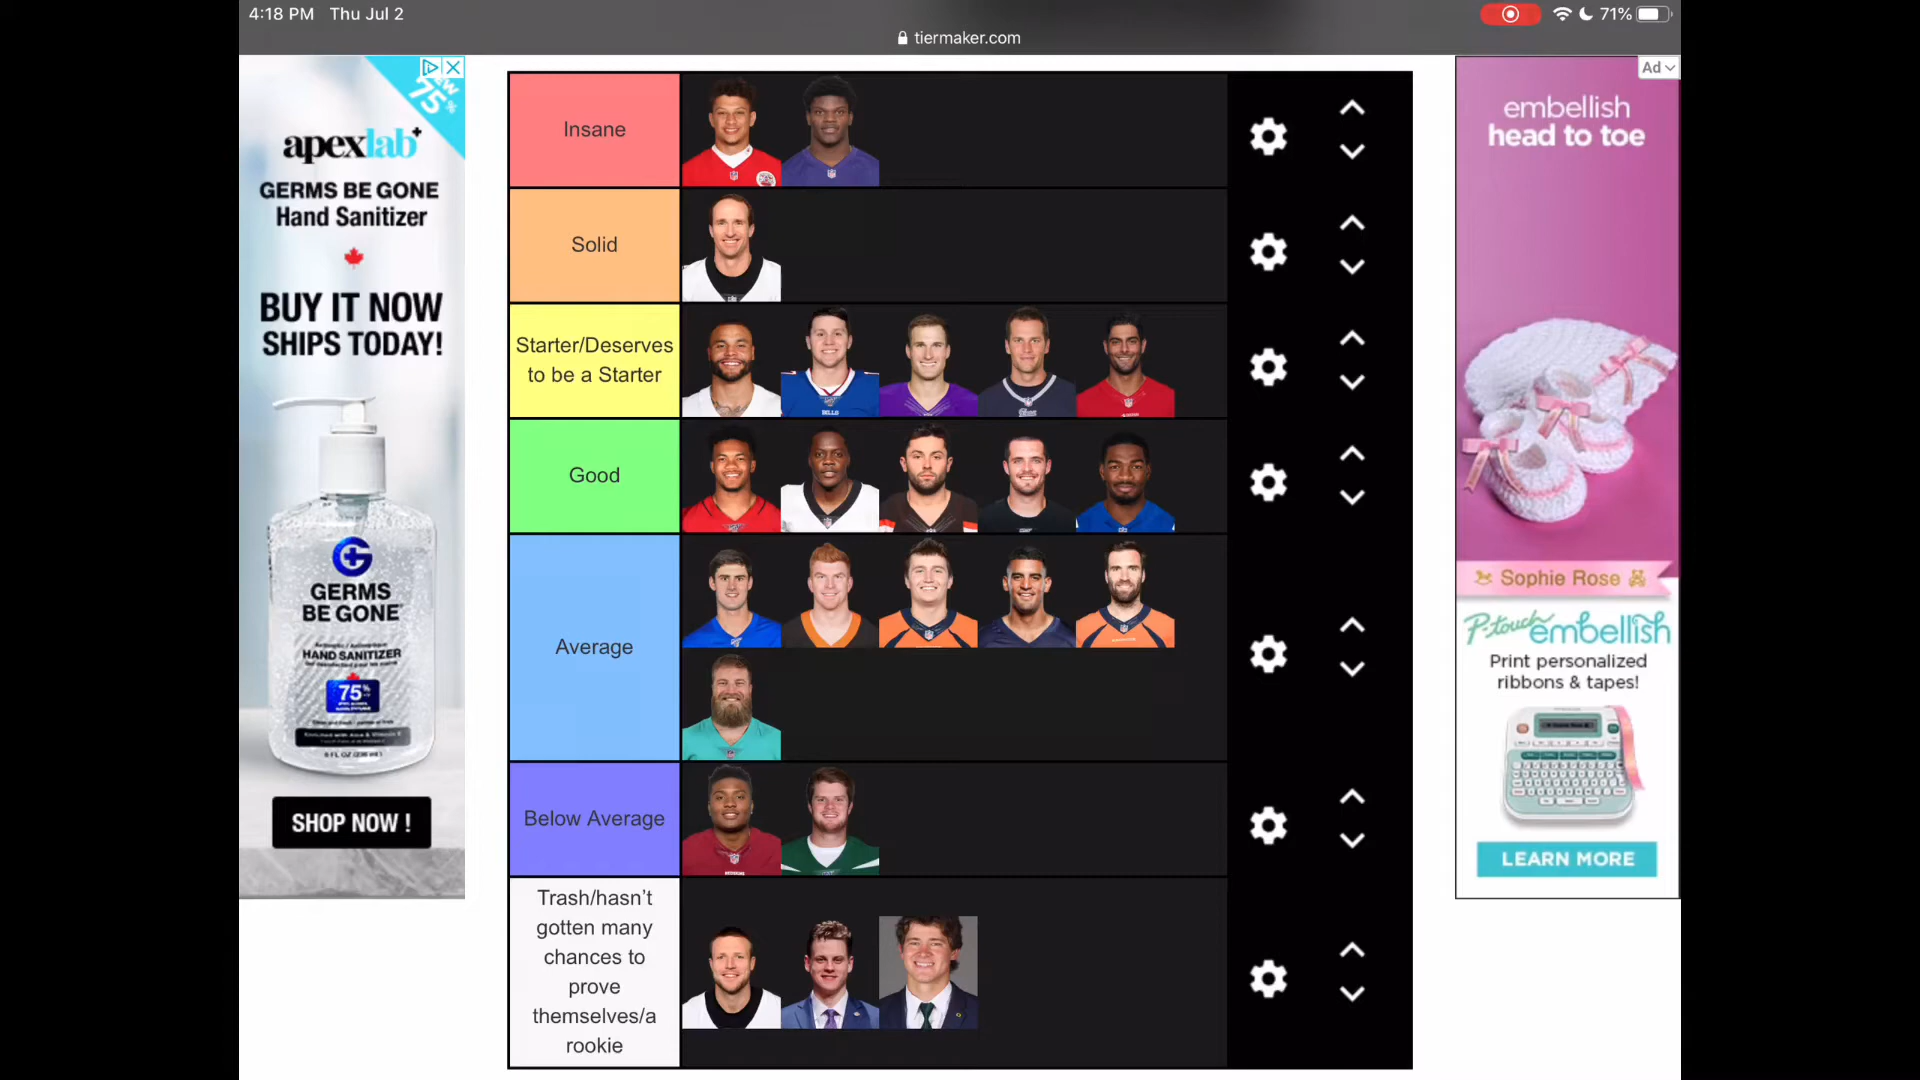 4:18 PM Thu Jul 2
71%
tiermaker.com
NEW
75%
apexlab+
GERMS BE GONE
Hand Sanitizer
BUY IT NOW
SHIPS TODAY!
GERMS
BE GONE
HAND SANITIZER
75%
SHOP NOW !
Insane
Solid
Starter/Deserves
to be a Starter
BILLS
Good
Average
Below Average
Trash/hasn't
gotten many
chances to
prove
themselves/a
rookie
Ad
embellish
head to toe
Sophie Rose
P-touch embellish
Print personalized
ribbons & tapes!
LEARN MORE